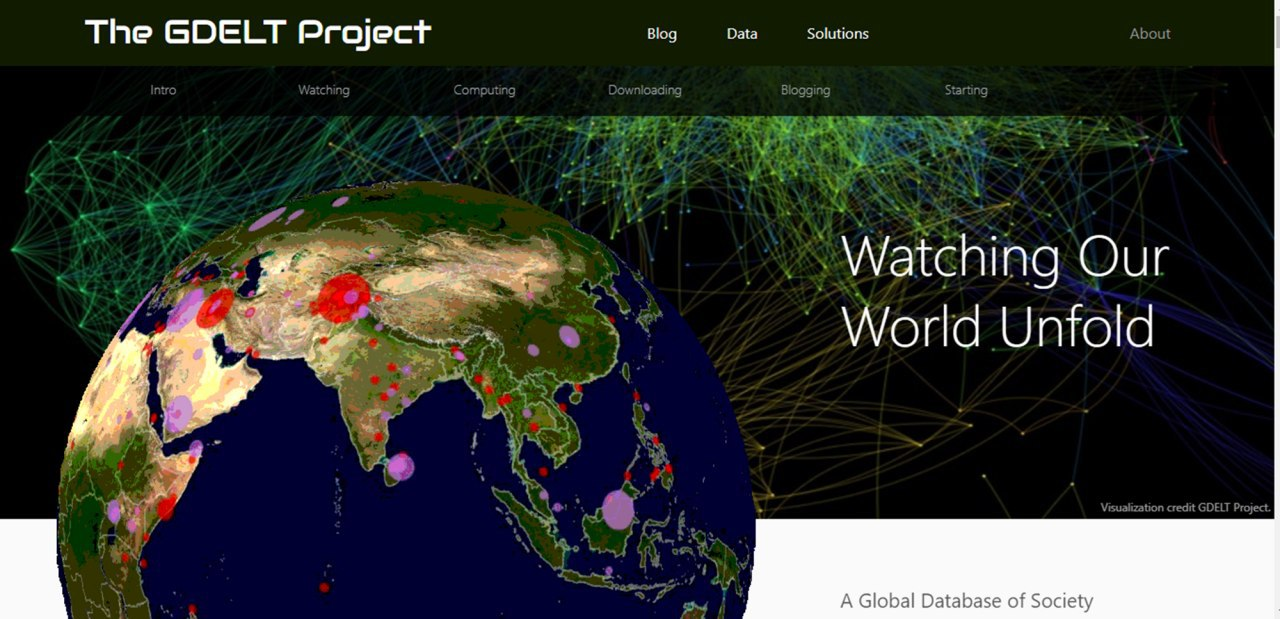 The GDELT Project
Blog Data Solutions About
Intro Watching Computing Downloading Blogging Starting
Watching Our
World Unfold
Visualization credit GDELT Project.
A Global Database of Society